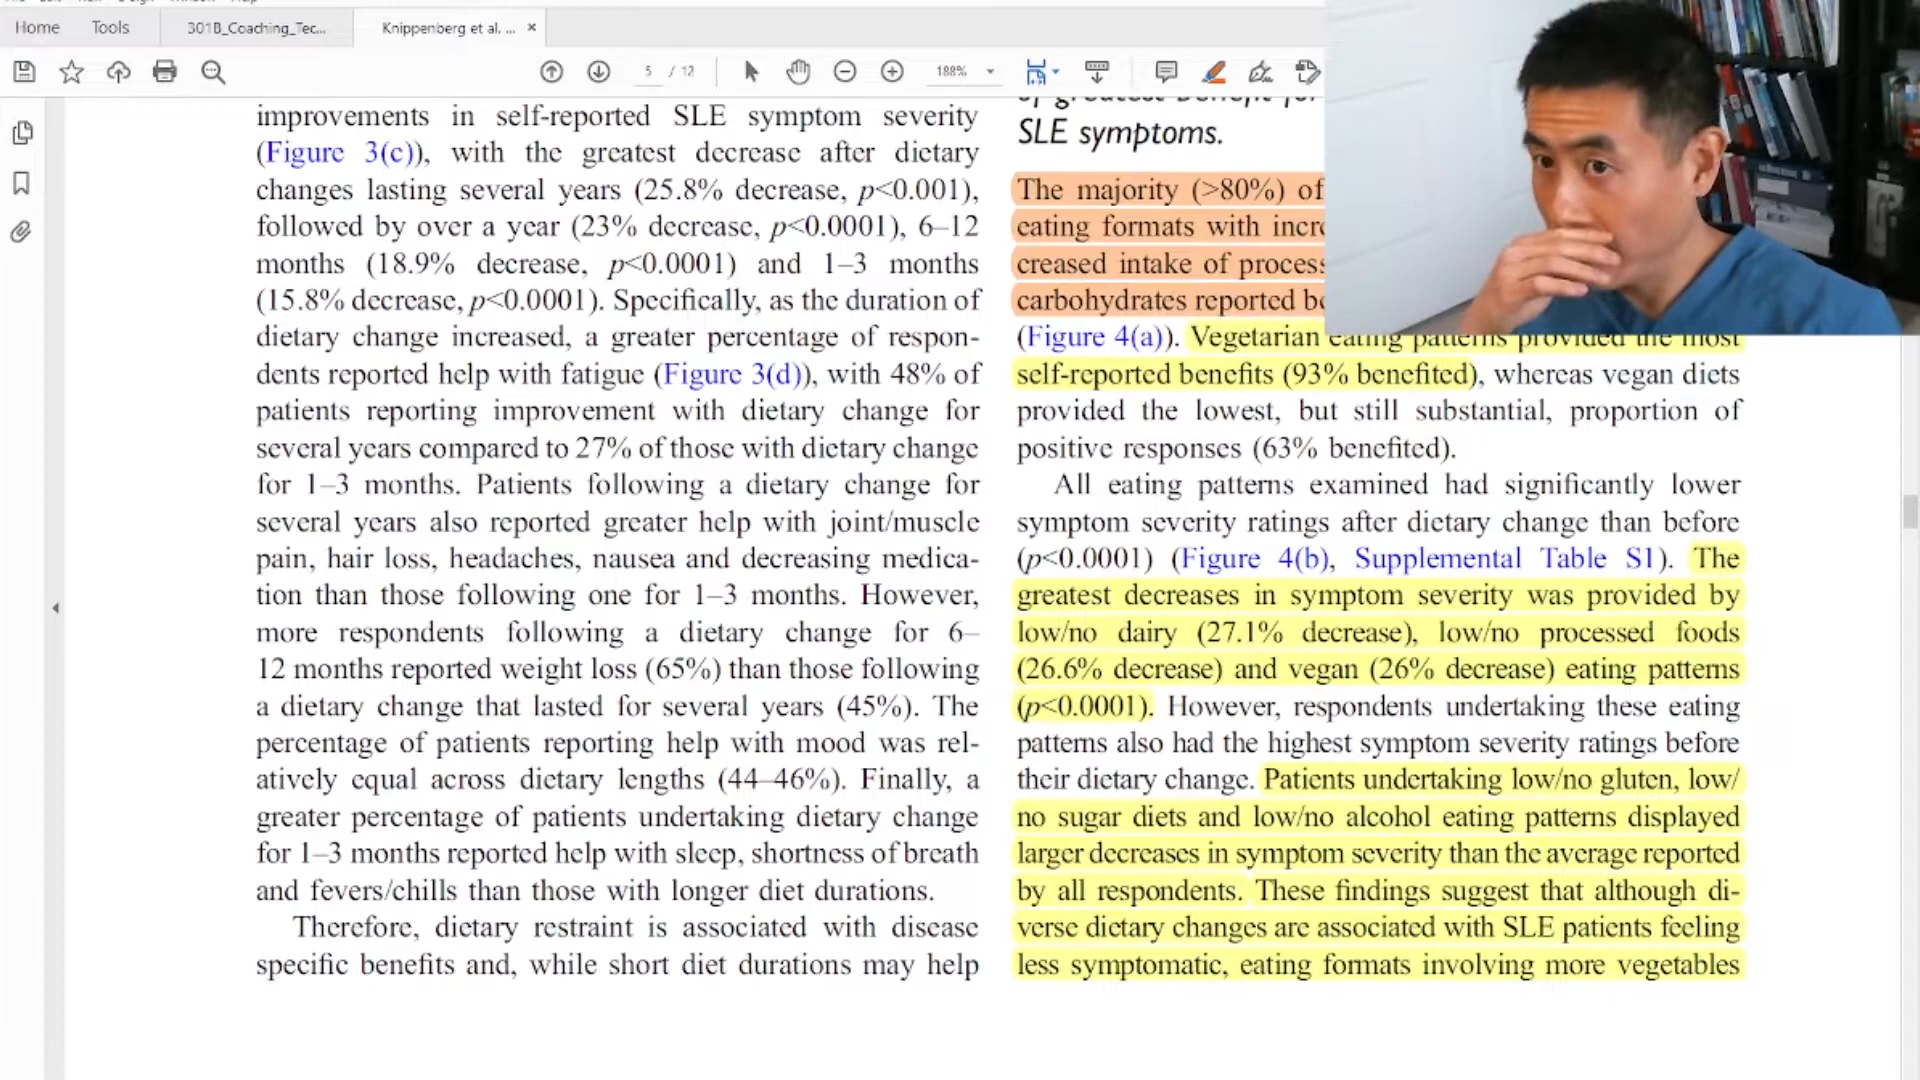 Home
Tools
301B_Coaching_Tec...
Knippenberg et al. ...
5 / 12
188%
improvements in self-reported SLE symptom severity
(Figure 3(c)), with the greatest decrease after dietary
changes lasting several years (25.8% decrease, p<0.001),
followed by over a year (23% decrease, p<0.0001), 6–12
months (18.9% decrease, p<0.0001) and 1–3 months
(15.8% decrease, p<0.0001). Specifically, as the duration of
dietary change increased, a greater percentage of respon-
dents reported help with fatigue (Figure 3(d)), with 48% of
patients reporting improvement with dietary change for
several years compared to 27% of those with dietary change
for 1–3 months. Patients following a dietary change for
several years also reported greater help with joint/muscle
pain, hair loss, headaches, nausea and decreasing medica-
tion than those following one for 1–3 months. However,
more respondents following a dietary change for 6–
12 months reported weight loss (65%) than those following
a dietary change that lasted for several years (45%). The
percentage of patients reporting help with mood was rel-
atively equal across dietary lengths (44–46%). Finally, a
greater percentage of patients undertaking dietary change
for 1–3 months reported help with sleep, shortness of breath
and fevers/chills than those with longer diet durations.
Therefore, dietary restraint is associated with disease
specific benefits and, while short diet durations may help
of greatest benefit for
SLE symptoms.
The majority (>80%) of
eating formats with incr
creased intake of process
carbohydrates reported b
(Figure 4(a)). Vegetarian eating patterns provided the most
self-reported benefits (93% benefited), whereas vegan diets
provided the lowest, but still substantial, proportion of
positive responses (63% benefited).
All eating patterns examined had significantly lower
symptom severity ratings after dietary change than before
(p<0.0001) (Figure 4(b), Supplemental Table S1). The
greatest decreases in symptom severity was provided by
low/no dairy (27.1% decrease), low/no processed foods
(26.6% decrease) and vegan (26% decrease) eating patterns
(p<0.0001). However, respondents undertaking these eating
patterns also had the highest symptom severity ratings before
their dietary change. Patients undertaking low/no gluten, low/
no sugar diets and low/no alcohol eating patterns displayed
larger decreases in symptom severity than the average reported
by all respondents. These findings suggest that although di-
verse dietary changes are associated with SLE patients feeling
less symptomatic, eating formats involving more vegetables